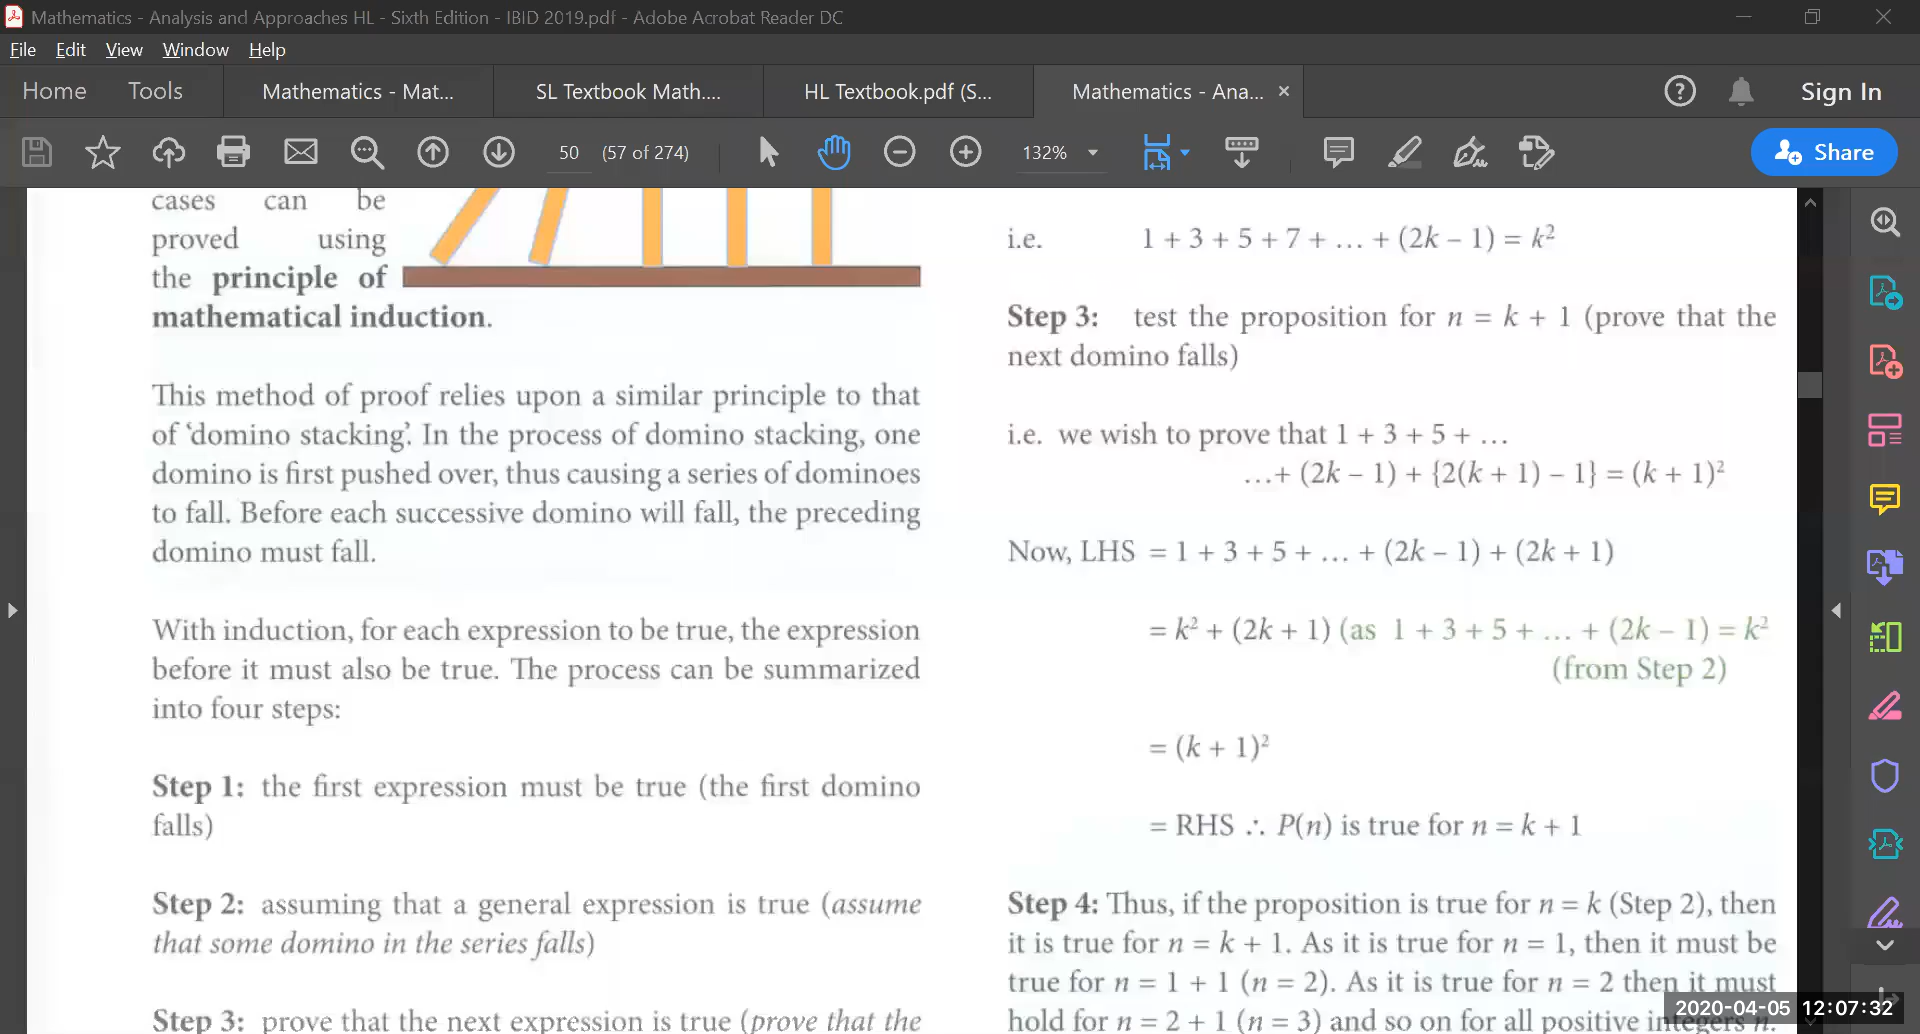 Mathematics - Analysis and Approaches HL - Sixth Edition - IBID 2019.pdf - Adobe Acrobat Reader DC
File Edit View Window Help
Home Tools Mathematics - Mat... SL Textbook Math.... HL Textbook.pdf (S... Mathematics - Ana... × Sign In
50 (57 of 274) 132% Share
cases can be
proved using
the principle of
mathematical induction.
This method of proof relies upon a similar principle to that
of ‘domino stacking’. In the process of domino stacking, one
domino is first pushed over, thus causing a series of dominoes
to fall. Before each successive domino will fall, the preceding
domino must fall.
With induction, for each expression to be true, the expression
before it must also be true. The process can be summarized
into four steps:
Step 1: the first expression must be true (the first domino
falls)
Step 2: assuming that a general expression is true (assume
that some domino in the series falls)
Step 3: prove that the next expression is true (prove that the
i.e. 1 + 3 + 5 + 7 + … + (2k – 1) = k²
Step 3: test the proposition for n = k + 1 (prove that the
next domino falls)
i.e. we wish to prove that 1 + 3 + 5 + …
…+ (2k – 1) + {2(k + 1) – 1} = (k + 1)²
Now, LHS = 1 + 3 + 5 + … + (2k – 1) + (2k + 1)
= k² + (2k + 1) (as 1 + 3 + 5 + … + (2k – 1) = k²
(from Step 2)
= (k + 1)²
= RHS ∴ P(n) is true for n = k + 1
Step 4: Thus, if the proposition is true for n = k (Step 2), then
it is true for n = k + 1. As it is true for n = 1, then it must be
true for n = 1 + 1 (n = 2). As it is true for n = 2 then it must
hold for n = 2 + 1 (n = 3) and so on for all positive integers n
2020-04-05 12:07:32